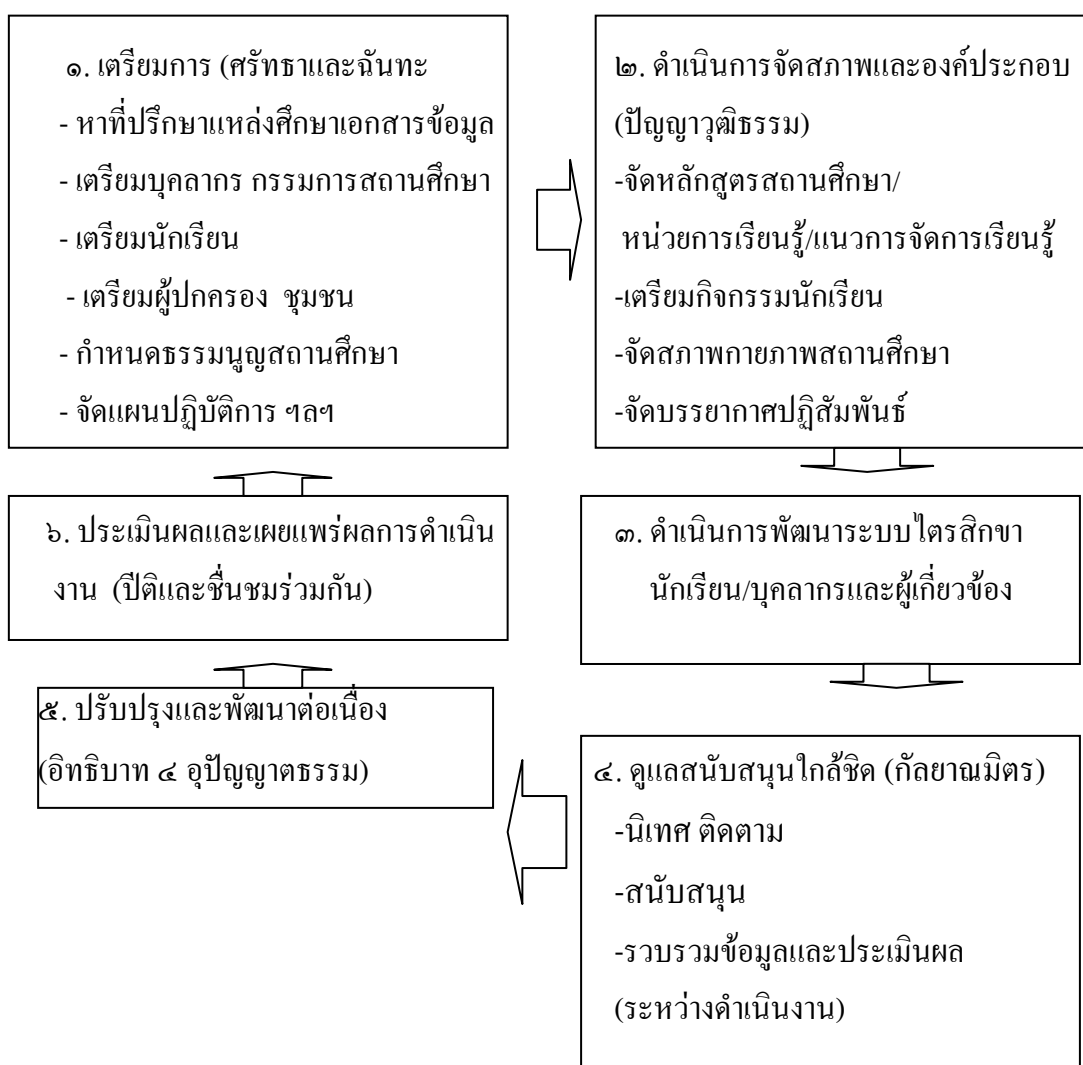 ๑. เตรียมการ (ศรัทธาและฉันทะ
- หาที่ปรึกษาแหล่งศึกษาเอกสารข้อมูล
- เตรียมบุคลากร กรรมการสถานศึกษา
- เตรียมนักเรียน
- เตรียมผู้ปกครอง ชุมชน
- กำหนดธรรมนูญสถานศึกษา
- จัดแผนปฏิบัติการ ฯลฯ
๒. ดำเนินการจัดสภาพและองค์ประกอบ
(ปัญญาวุฒิธรรม)
-จัดหลักสูตรสถานศึกษา/
หน่วยการเรียนรู้/แนวการจัดการเรียนรู้
-เตรียมกิจกรรมนักเรียน
-จัดสภาพกายภาพสถานศึกษา
-จัดบรรยากาศปฏิสัมพันธ์
๓. ดำเนินการพัฒนาระบบไตรสิกขา
นักเรียน/บุคลากรและผู้เกี่ยวข้อง
๔. ดูแลสนับสนุนใกล้ชิด (กัลยาณมิตร)
-นิเทศ ติดตาม
-สนับสนุน
-รวบรวมข้อมูลและประเมินผล
(ระหว่างดำเนินงาน)
๕. ปรับปรุงและพัฒนาต่อเนื่อง
(อิทธิบาท ๔ อุปัญญาตธรรม)
๖. ประเมินผลและเผยแพร่ผลการดำเนิน
งาน (ปีติและชื่นชมร่วมกัน)